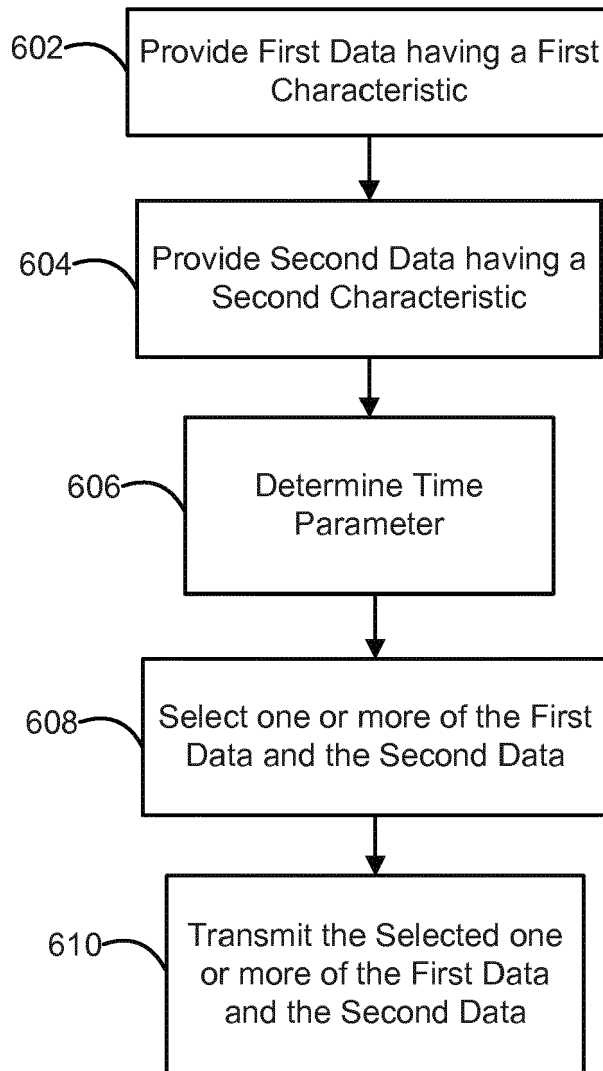 602
Provide First Data having a First
Characteristic
604
Provide Second Data having a
Second Characteristic
606
Determine Time
Parameter
608
Select one or more of the First
Data and the Second Data
610
Transmit the Selected one
or more of the First Data
and the Second Data